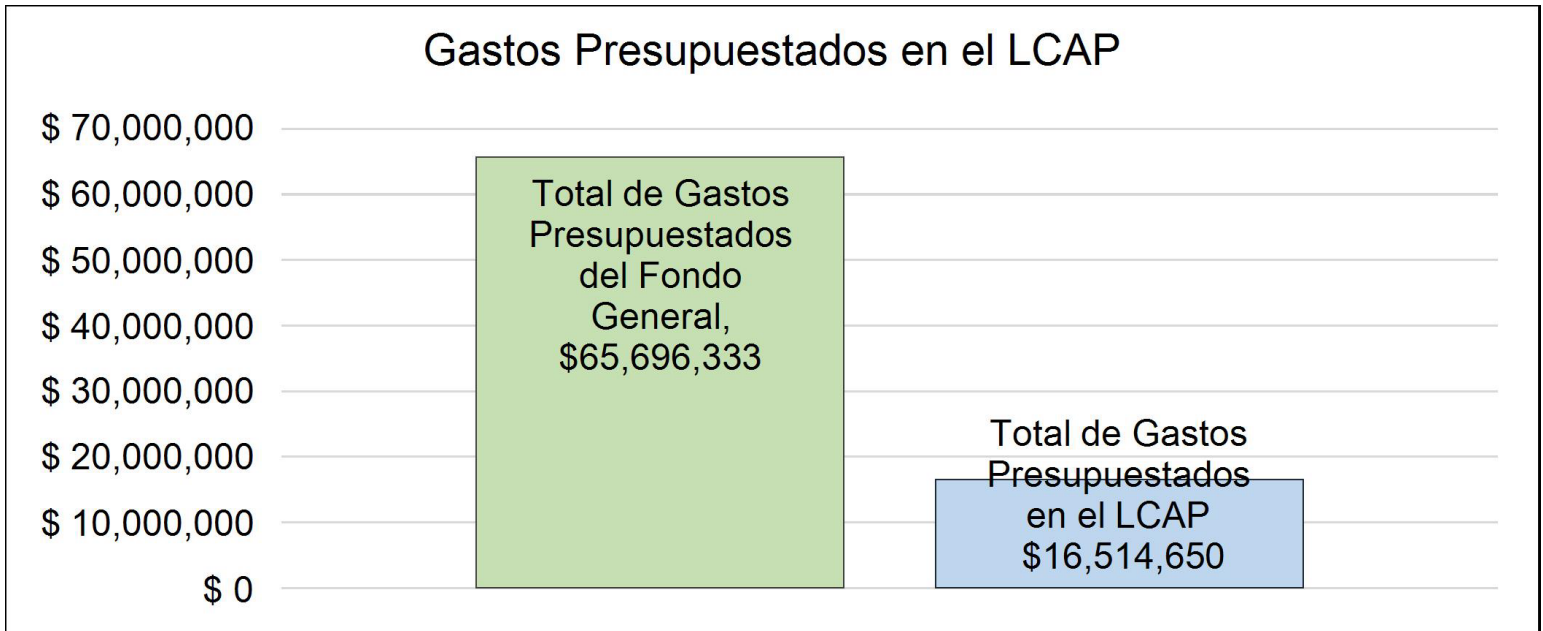 Gastos Presupuestados en el LCAP
$ 70,000,000
$ 60,000,000
$ 50,000,000
$ 40,000,000
$ 30,000,000
$ 20,000,000
$ 10,000,000
$ 0
Total de Gastos
Presupuestados
del Fondo
General,
$65,696,333
Total de Gastos
Presupuestados
en el LCAP
$16,514,650